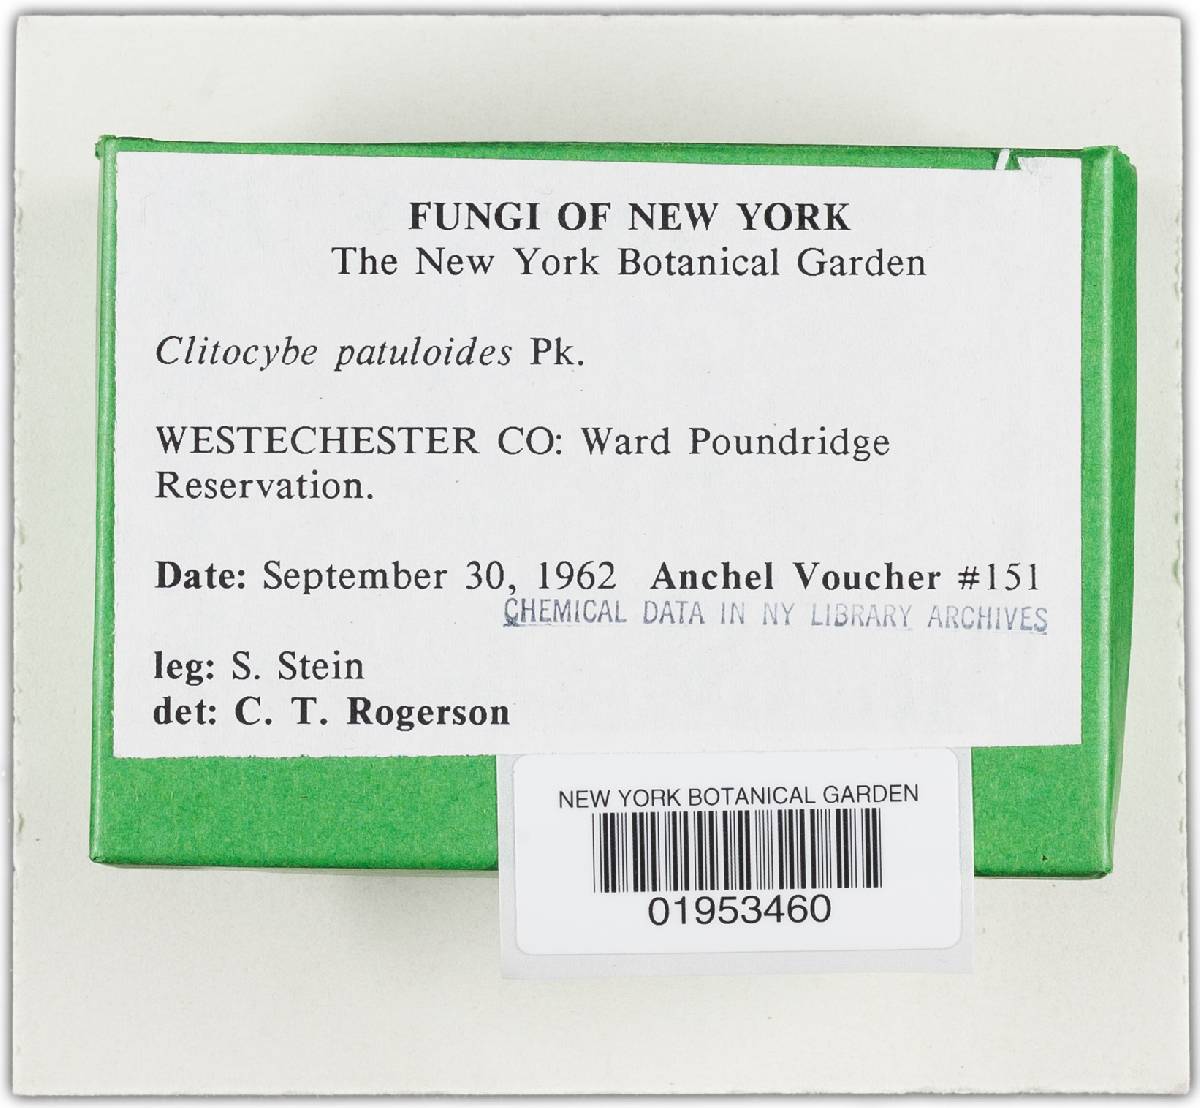 FUNGI OF NEW YORK
The New York Botanical Garden
Clitocybe patuloides Pk.
WESTECHESTER CO: Ward Poundridge
Reservation.
Date: September 30, 1962 Anchel Voucher #151
CHEMICAL DATA IN NY LIBRARY ARCHIVES
leg: S. Stein
det: C. T. Rogerson
NEW YORK BOTANICAL GARDEN
01953460